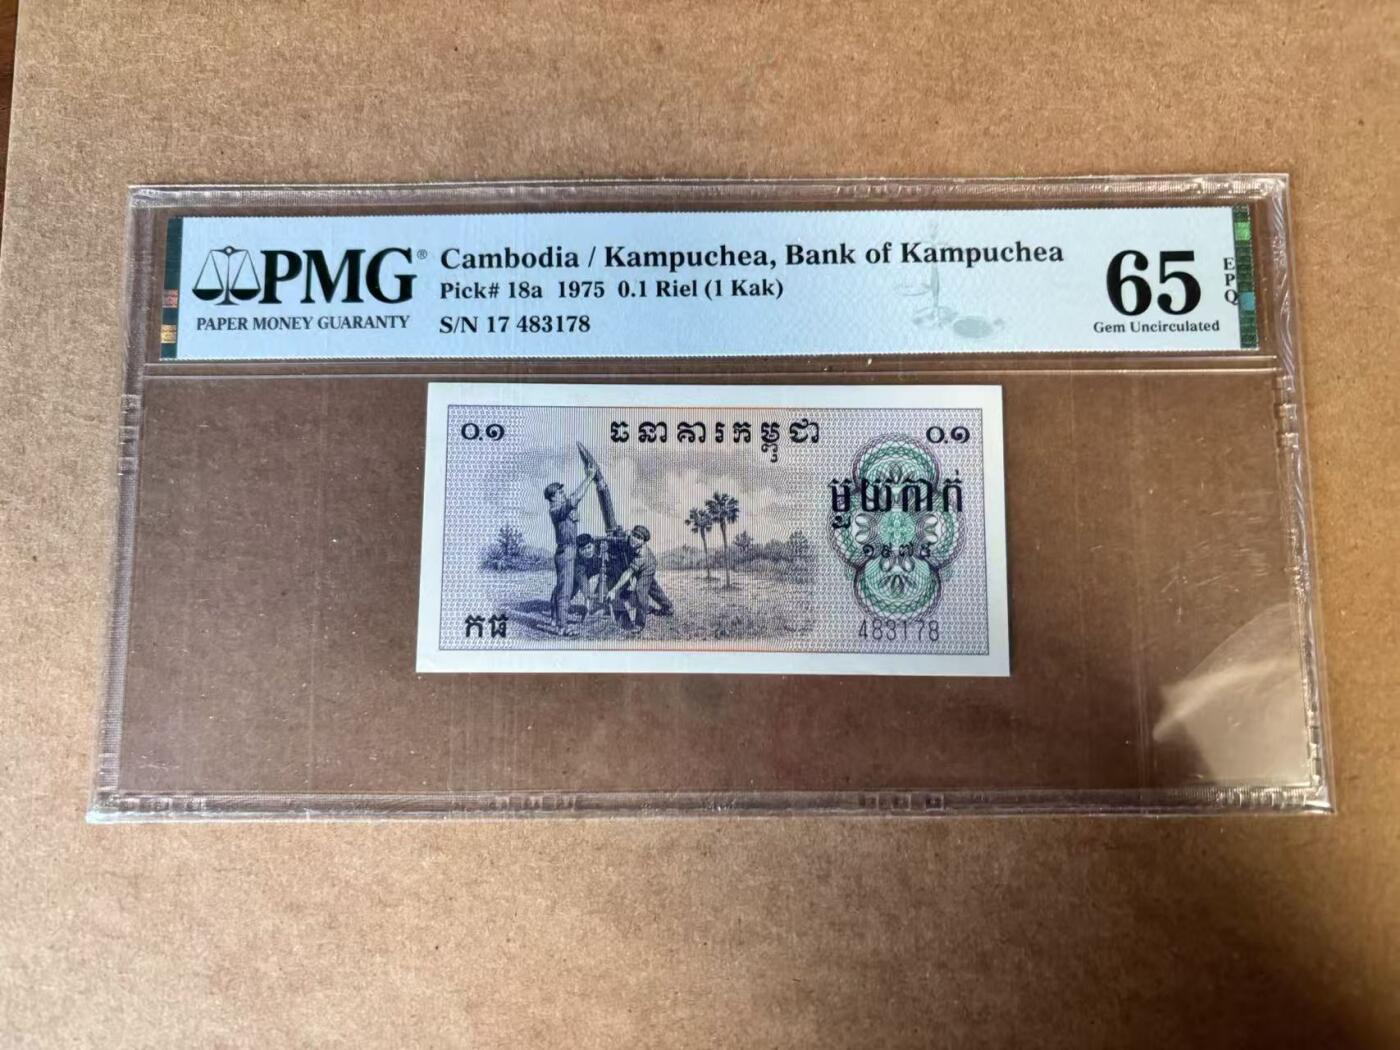 PMG® Cambodia / Kampuchea, Bank of Kampuchea
Pick# 18a 1975 0.1 Riel (1 Kak)
PAPER MONEY GUARANTY S/N 17 483178
65 EPQ
Gem Uncirculated
០.១ ធនាគារកម្ពុជា ០.១
មួយកាក់
១៩៧៥
កធ 483178